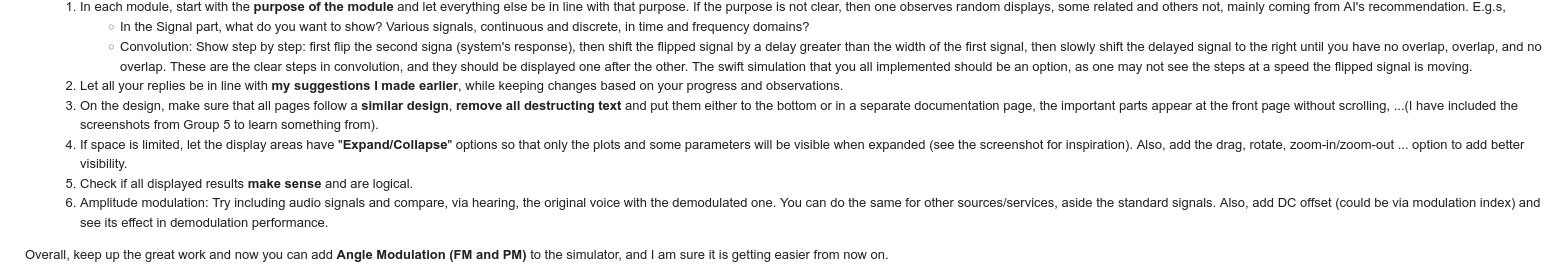 1. In each module, start with the purpose of the module and let everything else be in line with that purpose. If the purpose is not clear, then one observes random displays, some related and others not, mainly coming from AI's recommendation. E.g.s,
○ In the Signal part, what do you want to show? Various signals, continuous and discrete, in time and frequency domains?
○ Convolution: Show step by step: first flip the second signa (system's response), then shift the flipped signal by a delay greater than the width of the first signal, then slowly shift the delayed signal to the right until you have no overlap, overlap, and no
overlap. These are the clear steps in convolution, and they should be displayed one after the other. The swift simulation that you all implemented should be an option, as one may not see the steps at a speed the flipped signal is moving.
2. Let all your replies be in line with my suggestions I made earlier, while keeping changes based on your progress and observations.
3. On the design, make sure that all pages follow a similar design, remove all destructing text and put them either to the bottom or in a separate documentation page, the important parts appear at the front page without scrolling, ...(I have included the
screenshots from Group 5 to learn something from).
4. If space is limited, let the display areas have "Expand/Collapse" options so that only the plots and some parameters will be visible when expanded (see the screenshot for inspiration). Also, add the drag, rotate, zoom-in/zoom-out ... option to add better
visibility.
5. Check if all displayed results make sense and are logical.
6. Amplitude modulation: Try including audio signals and compare, via hearing, the original voice with the demodulated one. You can do the same for other sources/services, aside the standard signals. Also, add DC offset (could be via modulation index) and
see its effect in demodulation performance.
Overall, keep up the great work and now you can add Angle Modulation (FM and PM) to the simulator, and I am sure it is getting easier from now on.